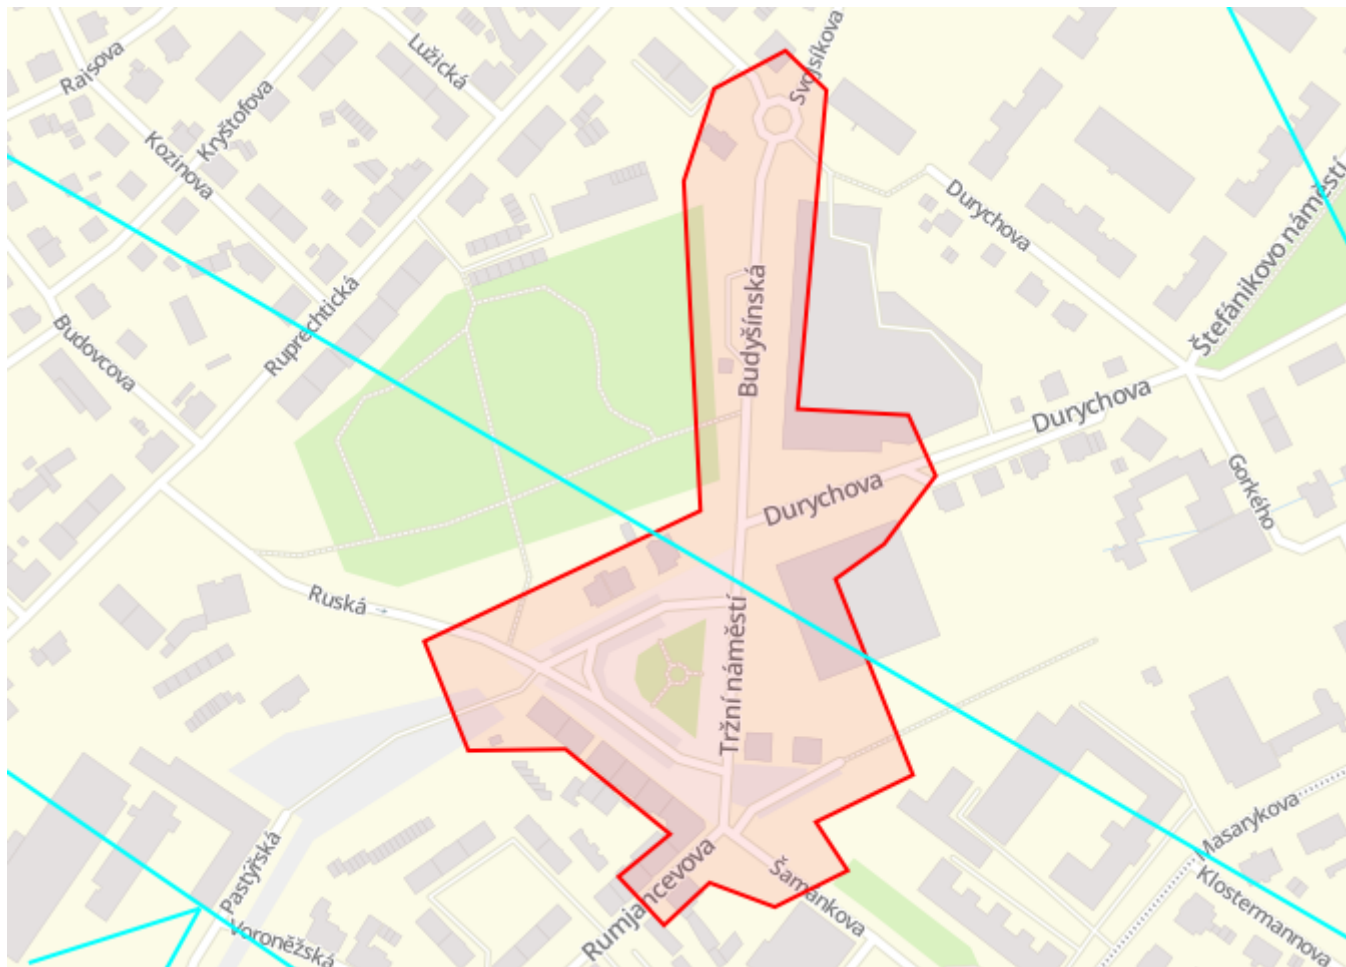 Raisova
Lužická
Svojsíkova
Kryštofova
Kozinova
Durychova
Štefánikovo náměstí
Budovcova
Ruprechtická
Budyšínská
Durychova
Durychova
Gorkého
Ruská →
Tržní náměstí
Masarykova
Pastýřská
Rumjancevova
Šamankova
Klostermannova
Voroněžská